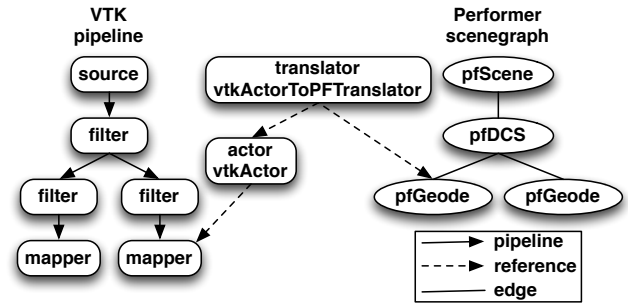 VTK
pipeline
Performer
scenegraph
source
translator
vtkActorToPFTranslator
pfScene
filter
pfDCS
actor
vtkActor
filter
filter
pfGeode
pfGeode
mapper
mapper
pipeline
reference
edge